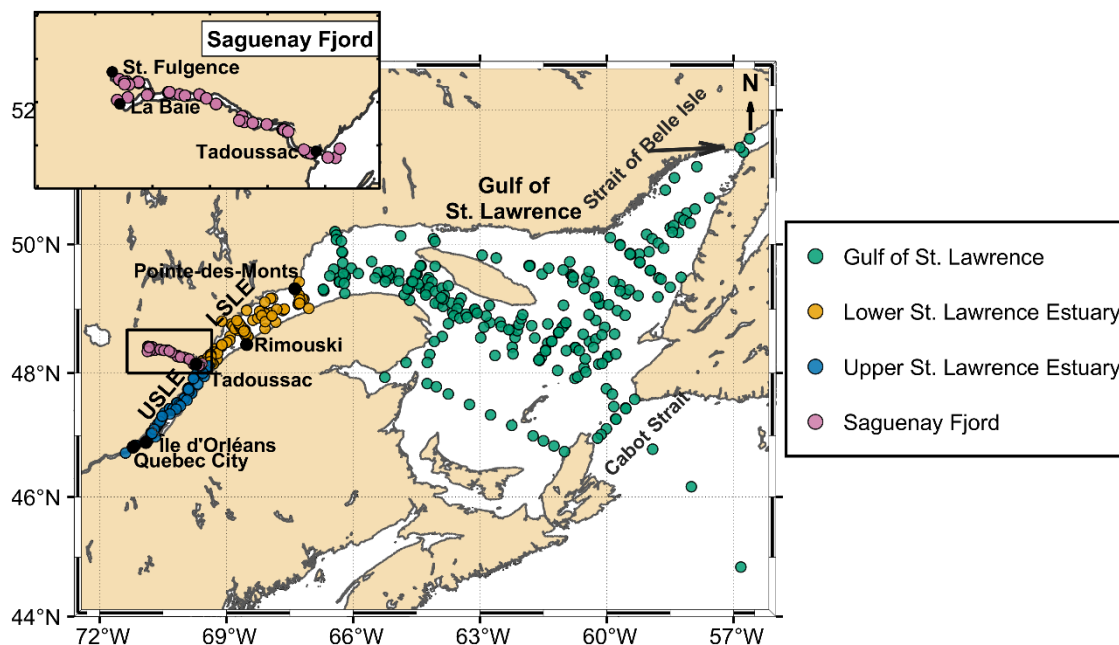 Saguenay Fjord
St. Fulgence
La Baie
Tadoussac
N
Strait of Belle Isle
Gulf of
St. Lawrence
Pointe-des-Monts
LSLE
Rimouski
Tadoussac
USLE
Île d'Orléans
Quebec City
Cabot Strait
52
50°N
48°N
46°N
44°N
72°W
69°W
66°W
63°W
60°W
57°W
Gulf of St. Lawrence
Lower St. Lawrence Estuary
Upper St. Lawrence Estuary
Saguenay Fjord